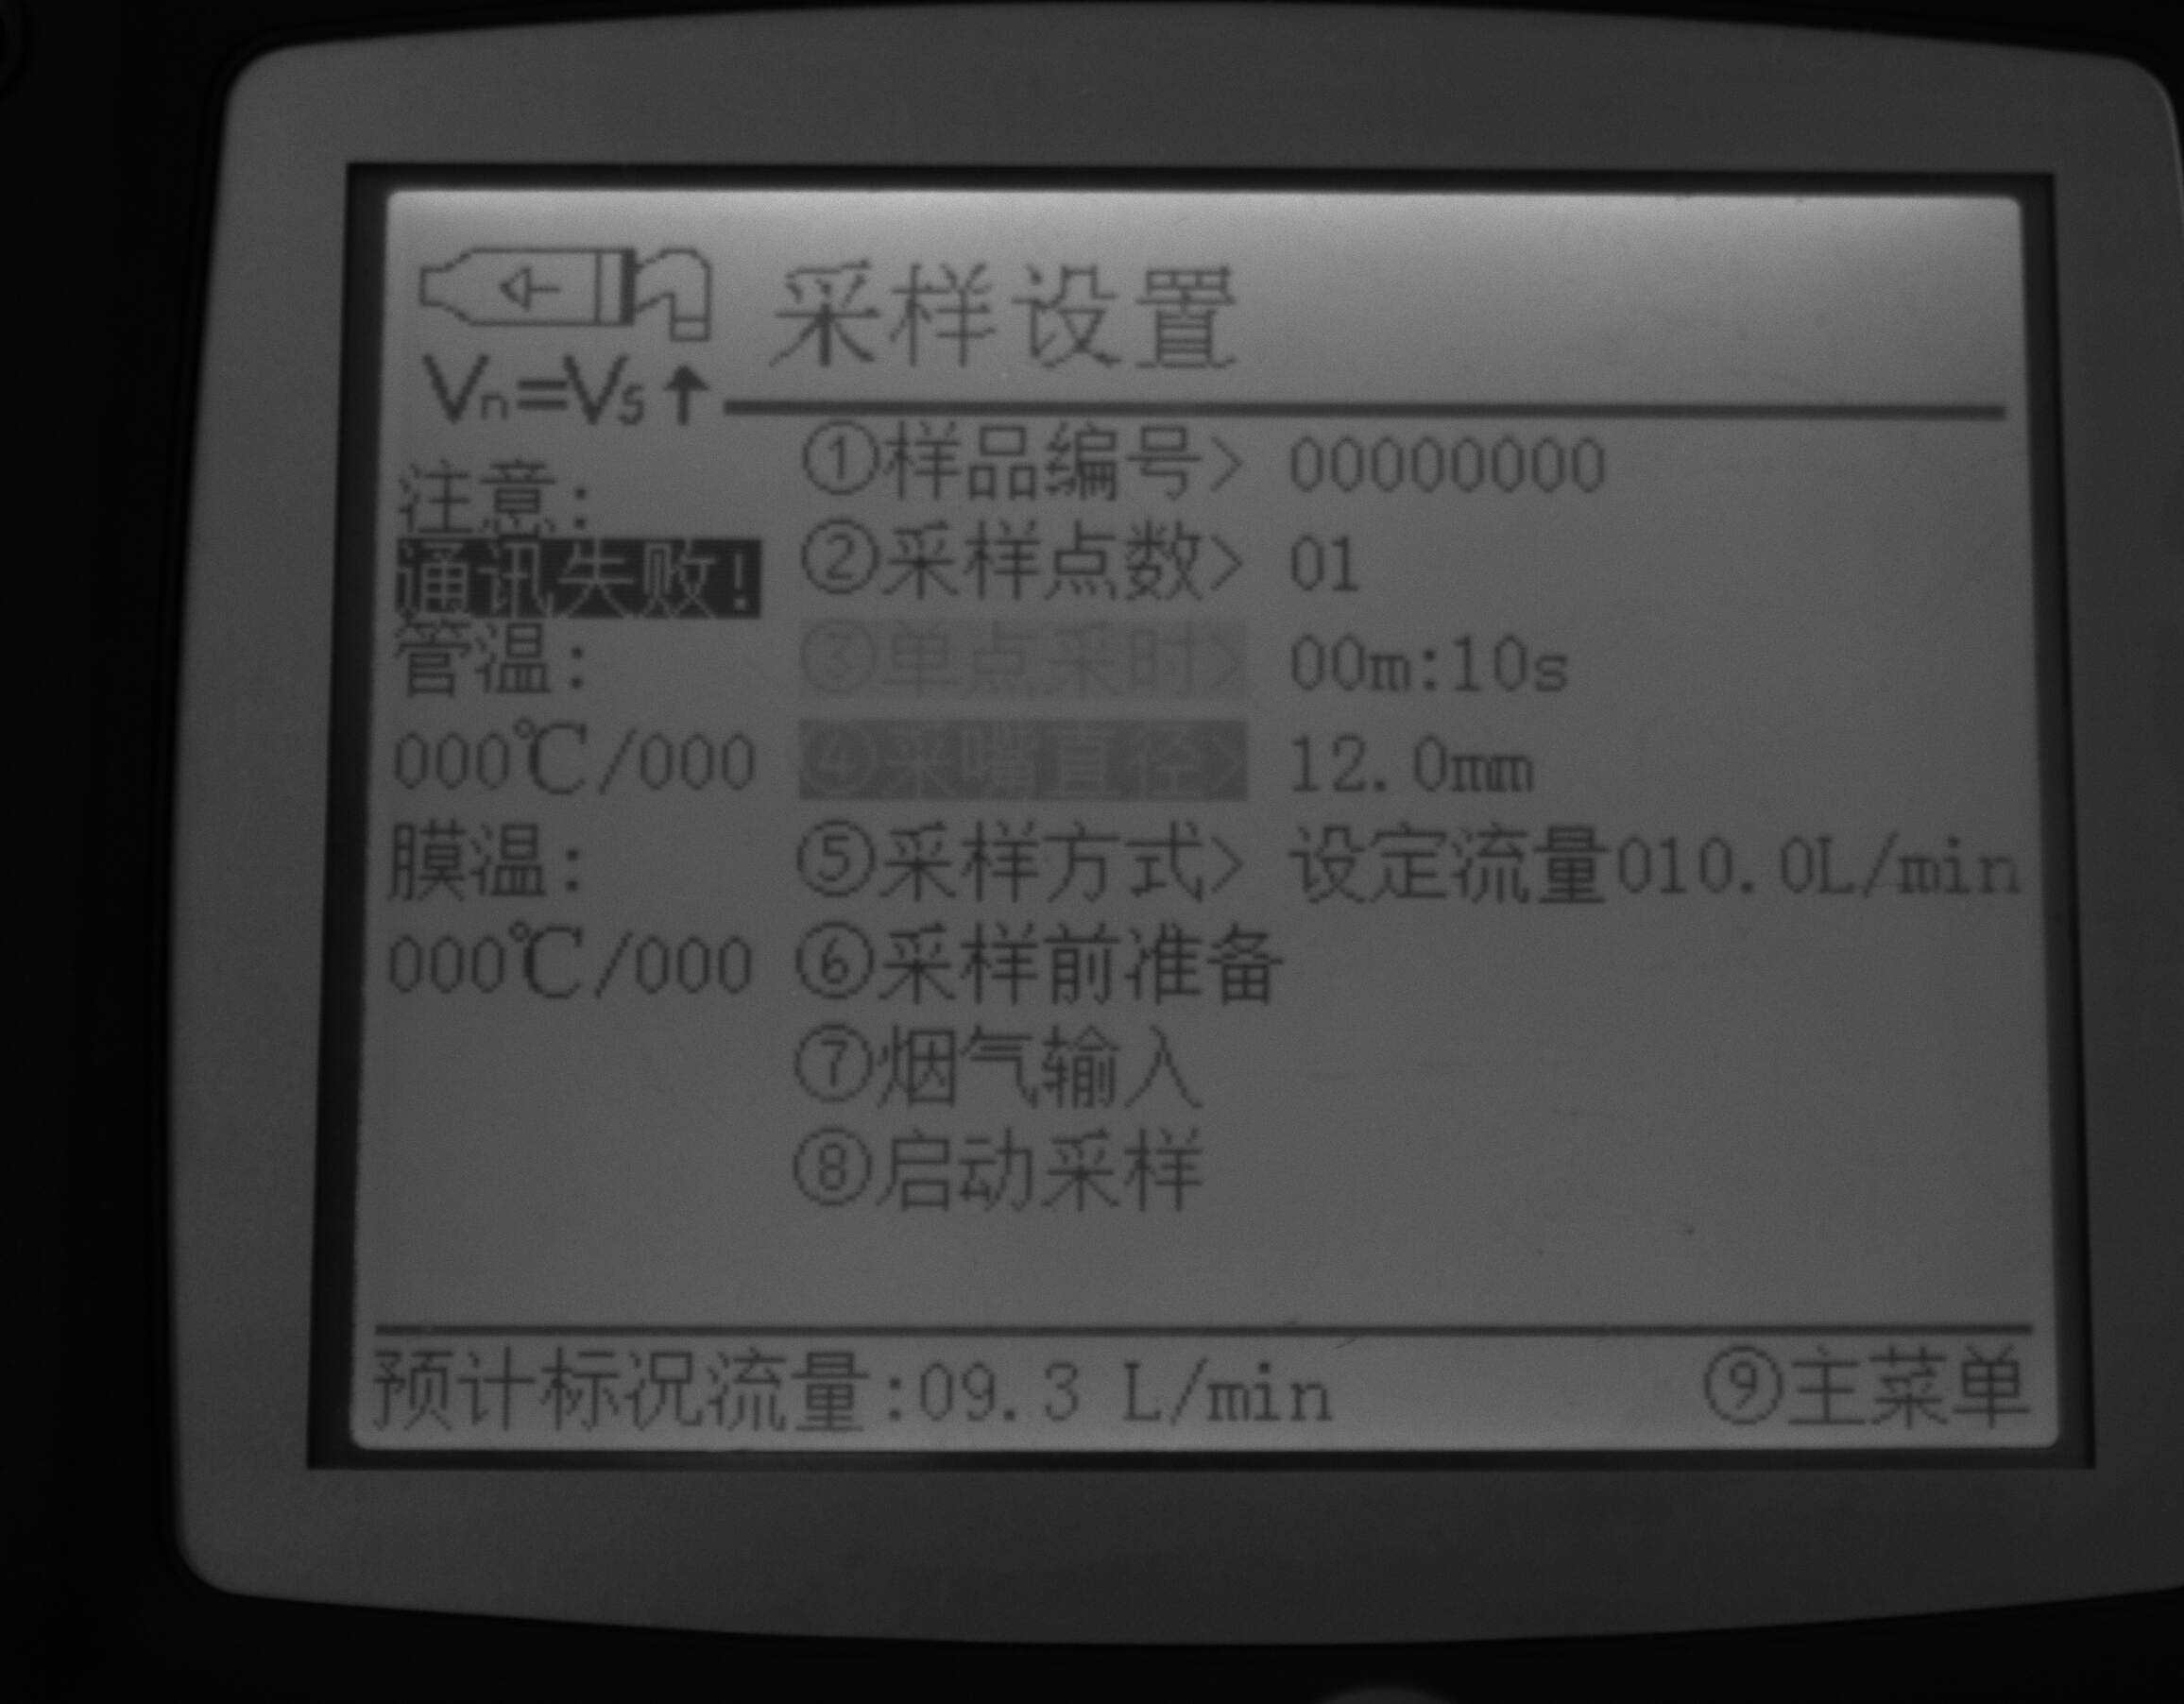 采样设置
Vn=Vs↑
注意:
通讯失败!
管温:
000℃/000
膜温:
000℃/000
①样品编号> 00000000
②采样点数> 01
③单点采时> 00m:10s
④采嘴直径> 12.0mm
⑤采样方式> 设定流量010.0L/min
⑥采样前准备
⑦烟气输入
⑧启动采样
预计标况流量:09.3 L/min
⑨主菜单